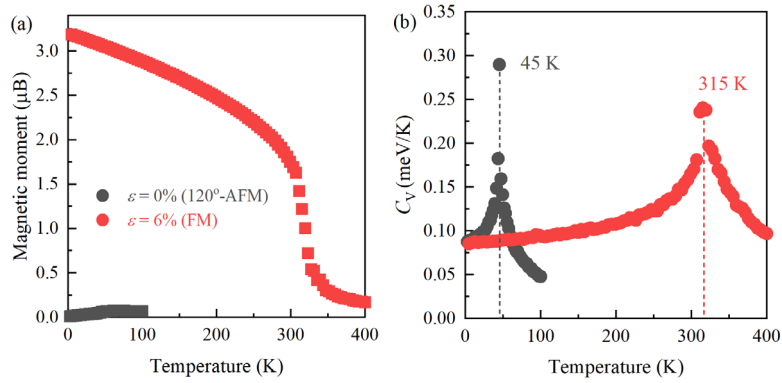 (a)
3.0
2.5
2.0
1.5
1.0
0.5
0.0
Magnetic moment (μB)
ε = 0% (120°-AFM)
ε = 6% (FM)
0 100 200 300 400
Temperature (K)
(b)
0.35
0.30
0.25
0.20
0.15
0.10
0.05
0.00
C_V (meV/K)
45 K
315 K
0 100 200 300 400
Temperature (K)